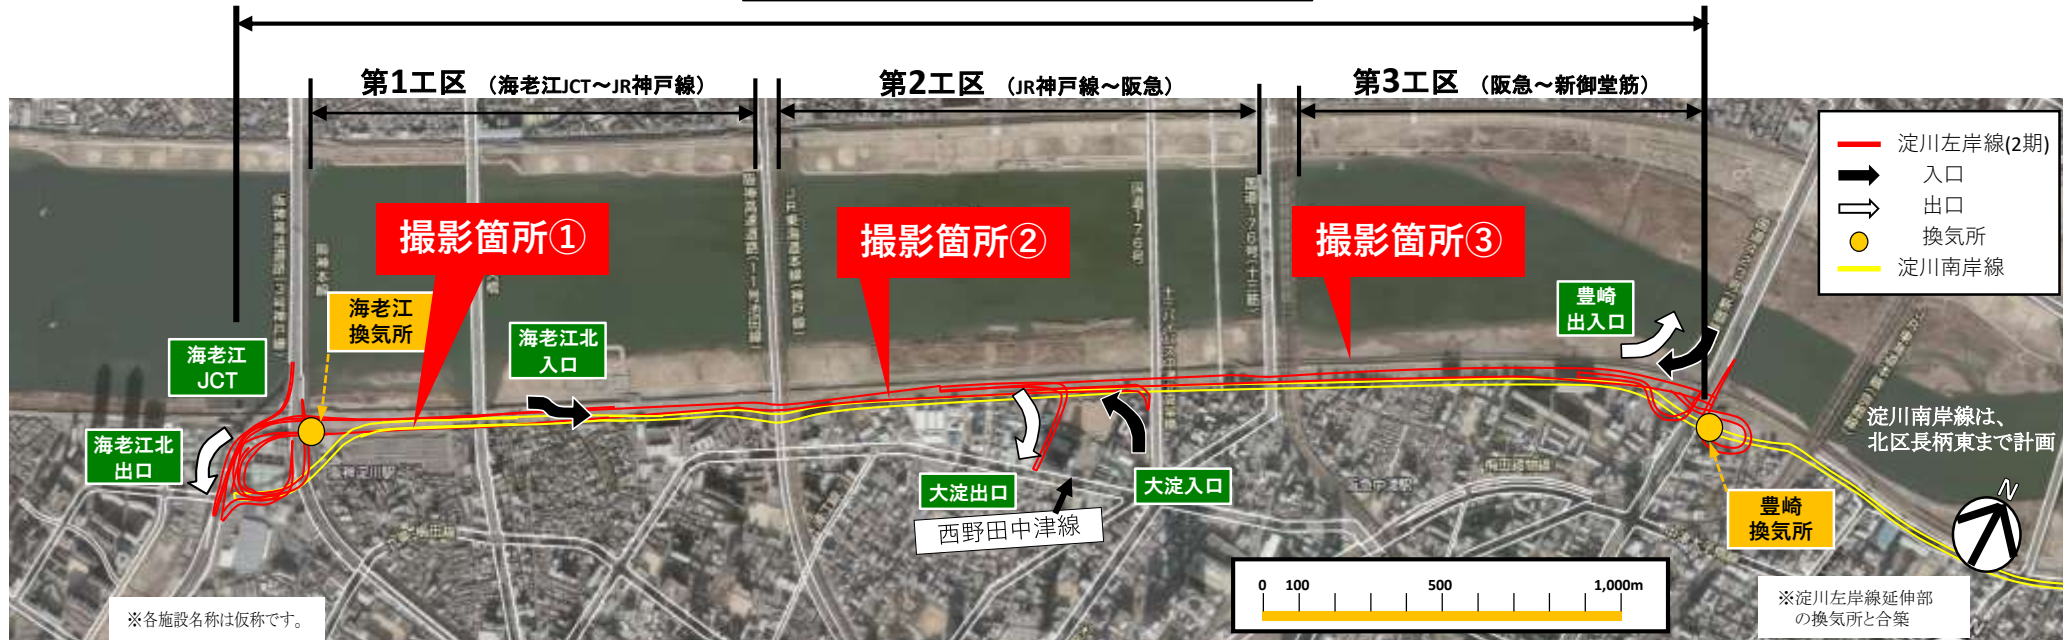 第1工区 (海老江JCT～JR神戸線)
第2工区 (JR神戸線～阪急)
第3工区 (阪急～新御堂筋)
淀川左岸線(2期)
入口
出口
換気所
淀川南岸線
撮影箇所①
撮影箇所②
撮影箇所③
海老江
換気所
海老江北
入口
豊崎
出入口
海老江
JCT
海老江北
出口
大淀出口
大淀入口
西野田中津線
淀川南岸線は、
北区長柄東まで計画
豊崎
換気所
N
0 100 500 1,000m
※各施設名称は仮称です。
※淀川左岸線延伸部
の換気所と合築